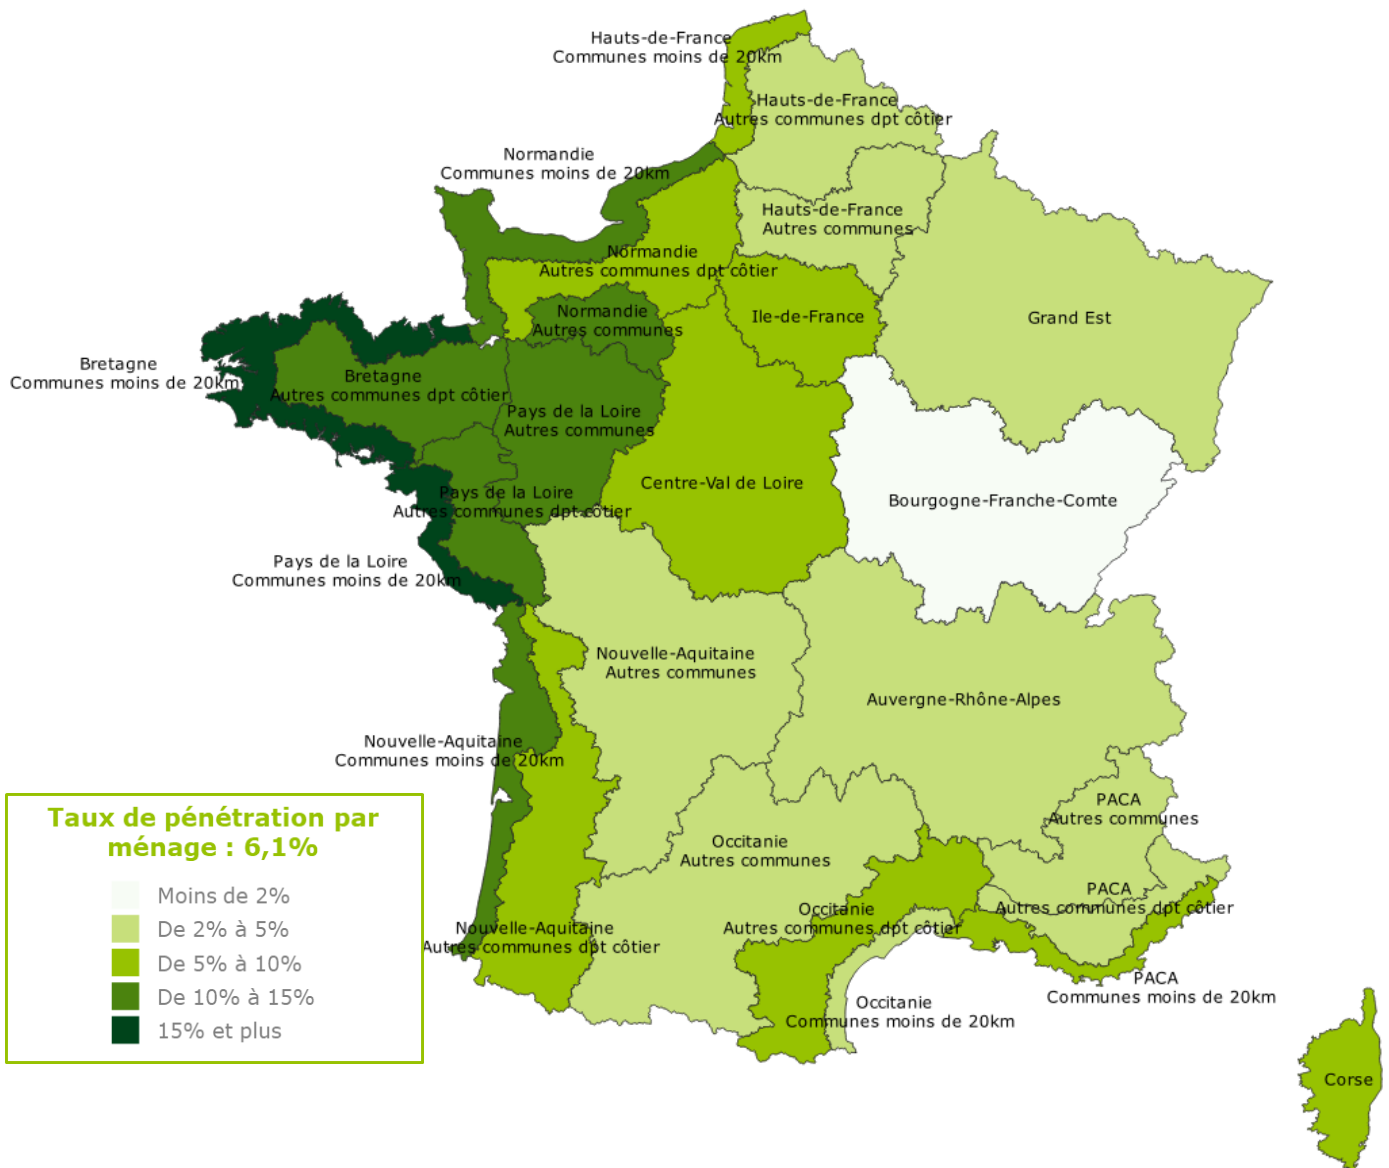 Hauts-de-France
Communes moins de 20km
Hauts-de-France
Autres communes dpt côtier
Normandie
Communes moins de 20km
Hauts-de-France
Autres communes
Normandie
Autres communes dpt côtier
Normandie
Autres communes
Ile-de-France
Grand Est
Bretagne
Communes moins de 20km
Bretagne
Autres communes dpt côtier
Pays de la Loire
Autres communes
Centre-Val de Loire
Pays de la Loire
Autres communes dpt côtier
Bourgogne-Franche-Comte
Pays de la Loire
Communes moins de 20km
Nouvelle-Aquitaine
Autres communes
Auvergne-Rhône-Alpes
Nouvelle-Aquitaine
Communes moins de 20km
PACA
Autres communes
Occitanie
Autres communes
PACA
Autres communes dpt côtier
Occitanie
Autres communes dpt côtier
Nouvelle-Aquitaine
Autres communes dpt côtier
PACA
Communes moins de 20km
Occitanie
Communes moins de 20km
Corse
Taux de pénétration par
ménage : 6,1%
Moins de 2%
De 2% à 5%
De 5% à 10%
De 10% à 15%
15% et plus